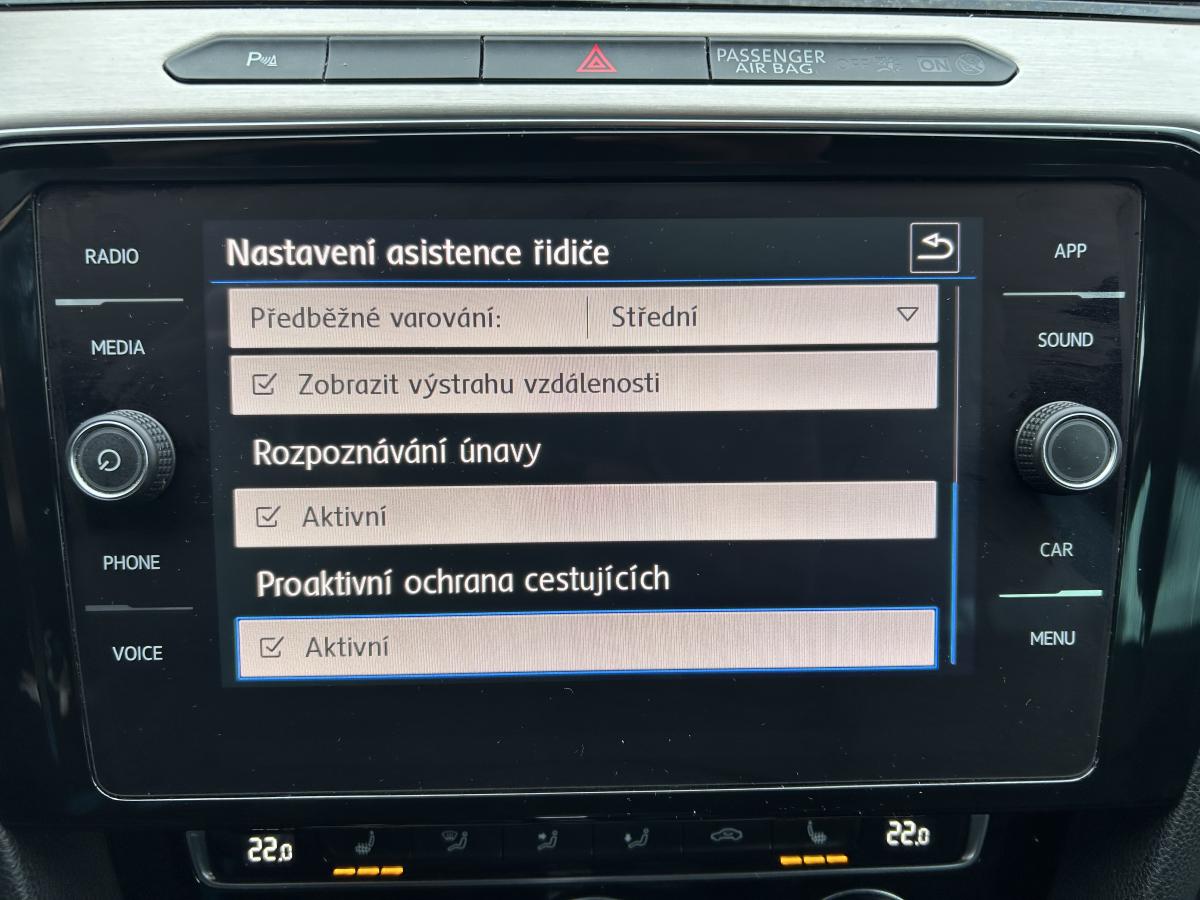 P
PASSENGER
AIR BAG
OFF
ON
RADIO
MEDIA
PHONE
VOICE
Nastavení asistence řidiče
Předběžné varování: Střední
Zobrazit výstrahu vzdálenosti
Rozpoznávání únavy
Aktivní
Proaktivní ochrana cestujících
Aktivní
APP
SOUND
CAR
MENU
22.0
22.0